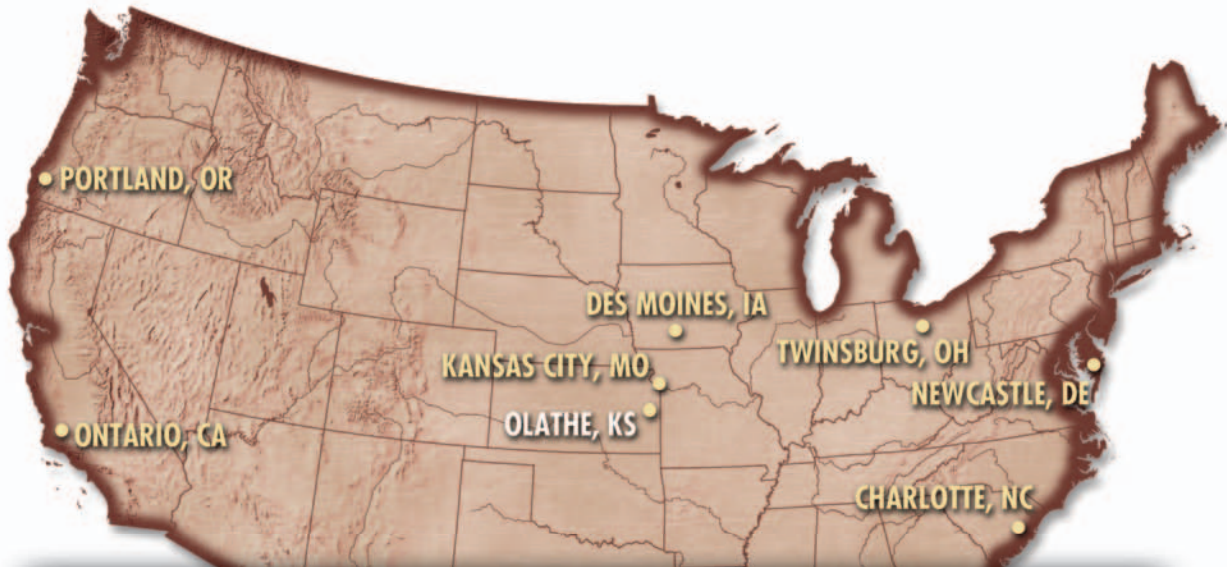 PORTLAND, OR
DES MOINES, IA
TWINSBURG, OH
KANSAS CITY, MO
NEWCASTLE, DE
OLATHE, KS
ONTARIO, CA
CHARLOTTE, NC